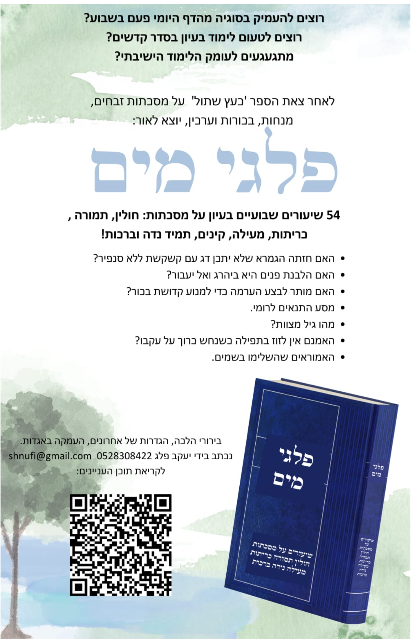 רוצים להעמיק בסוגיה מהדף היומי פעם בשבוע?
רוצים לטעום לימוד בעיון בסדר קדשים?
מתגעגעים לעומק הלימוד הישיבתי?
לאחר צאת הספר 'כעץ שתול" על מסכתות זבחים,
מנחות, בכורות וערכין, יוצא לאור:
פלגי מים
54 שיעורים שבועיים בעיון על מסכתות: חולין, תמורה ,
כריתות, מעילה, קינים, תמיד נדה וברכות!
• האם חזתה הגמרא שלא יתכן דג עם קשקשת ללא סנפיר?
• האם הלבנת פנים היא ביהרג ואל יעבור?
• האם מותר לבצע הערמה כדי למנוע קדושת בכור?
• מסע התנאים לרומי.
• מהו גיל מצוות?
• האמנם אין לזוז בתפילה כשנחש כרוך על עקבו?
• האמוראים שהשלימו בשמים.
בירורי הלכה, הגדרות של אחרונים, העמקה באגדות.
נכתב בידי יעקב פלג 0528308422 shnufi@gmail.com
לקריאת תוכן העניינים:
פלגי
מים
שיעורים על מסכתות
חולין תמורה כריתות
מעילה נידה ברכות
פלגי
מים